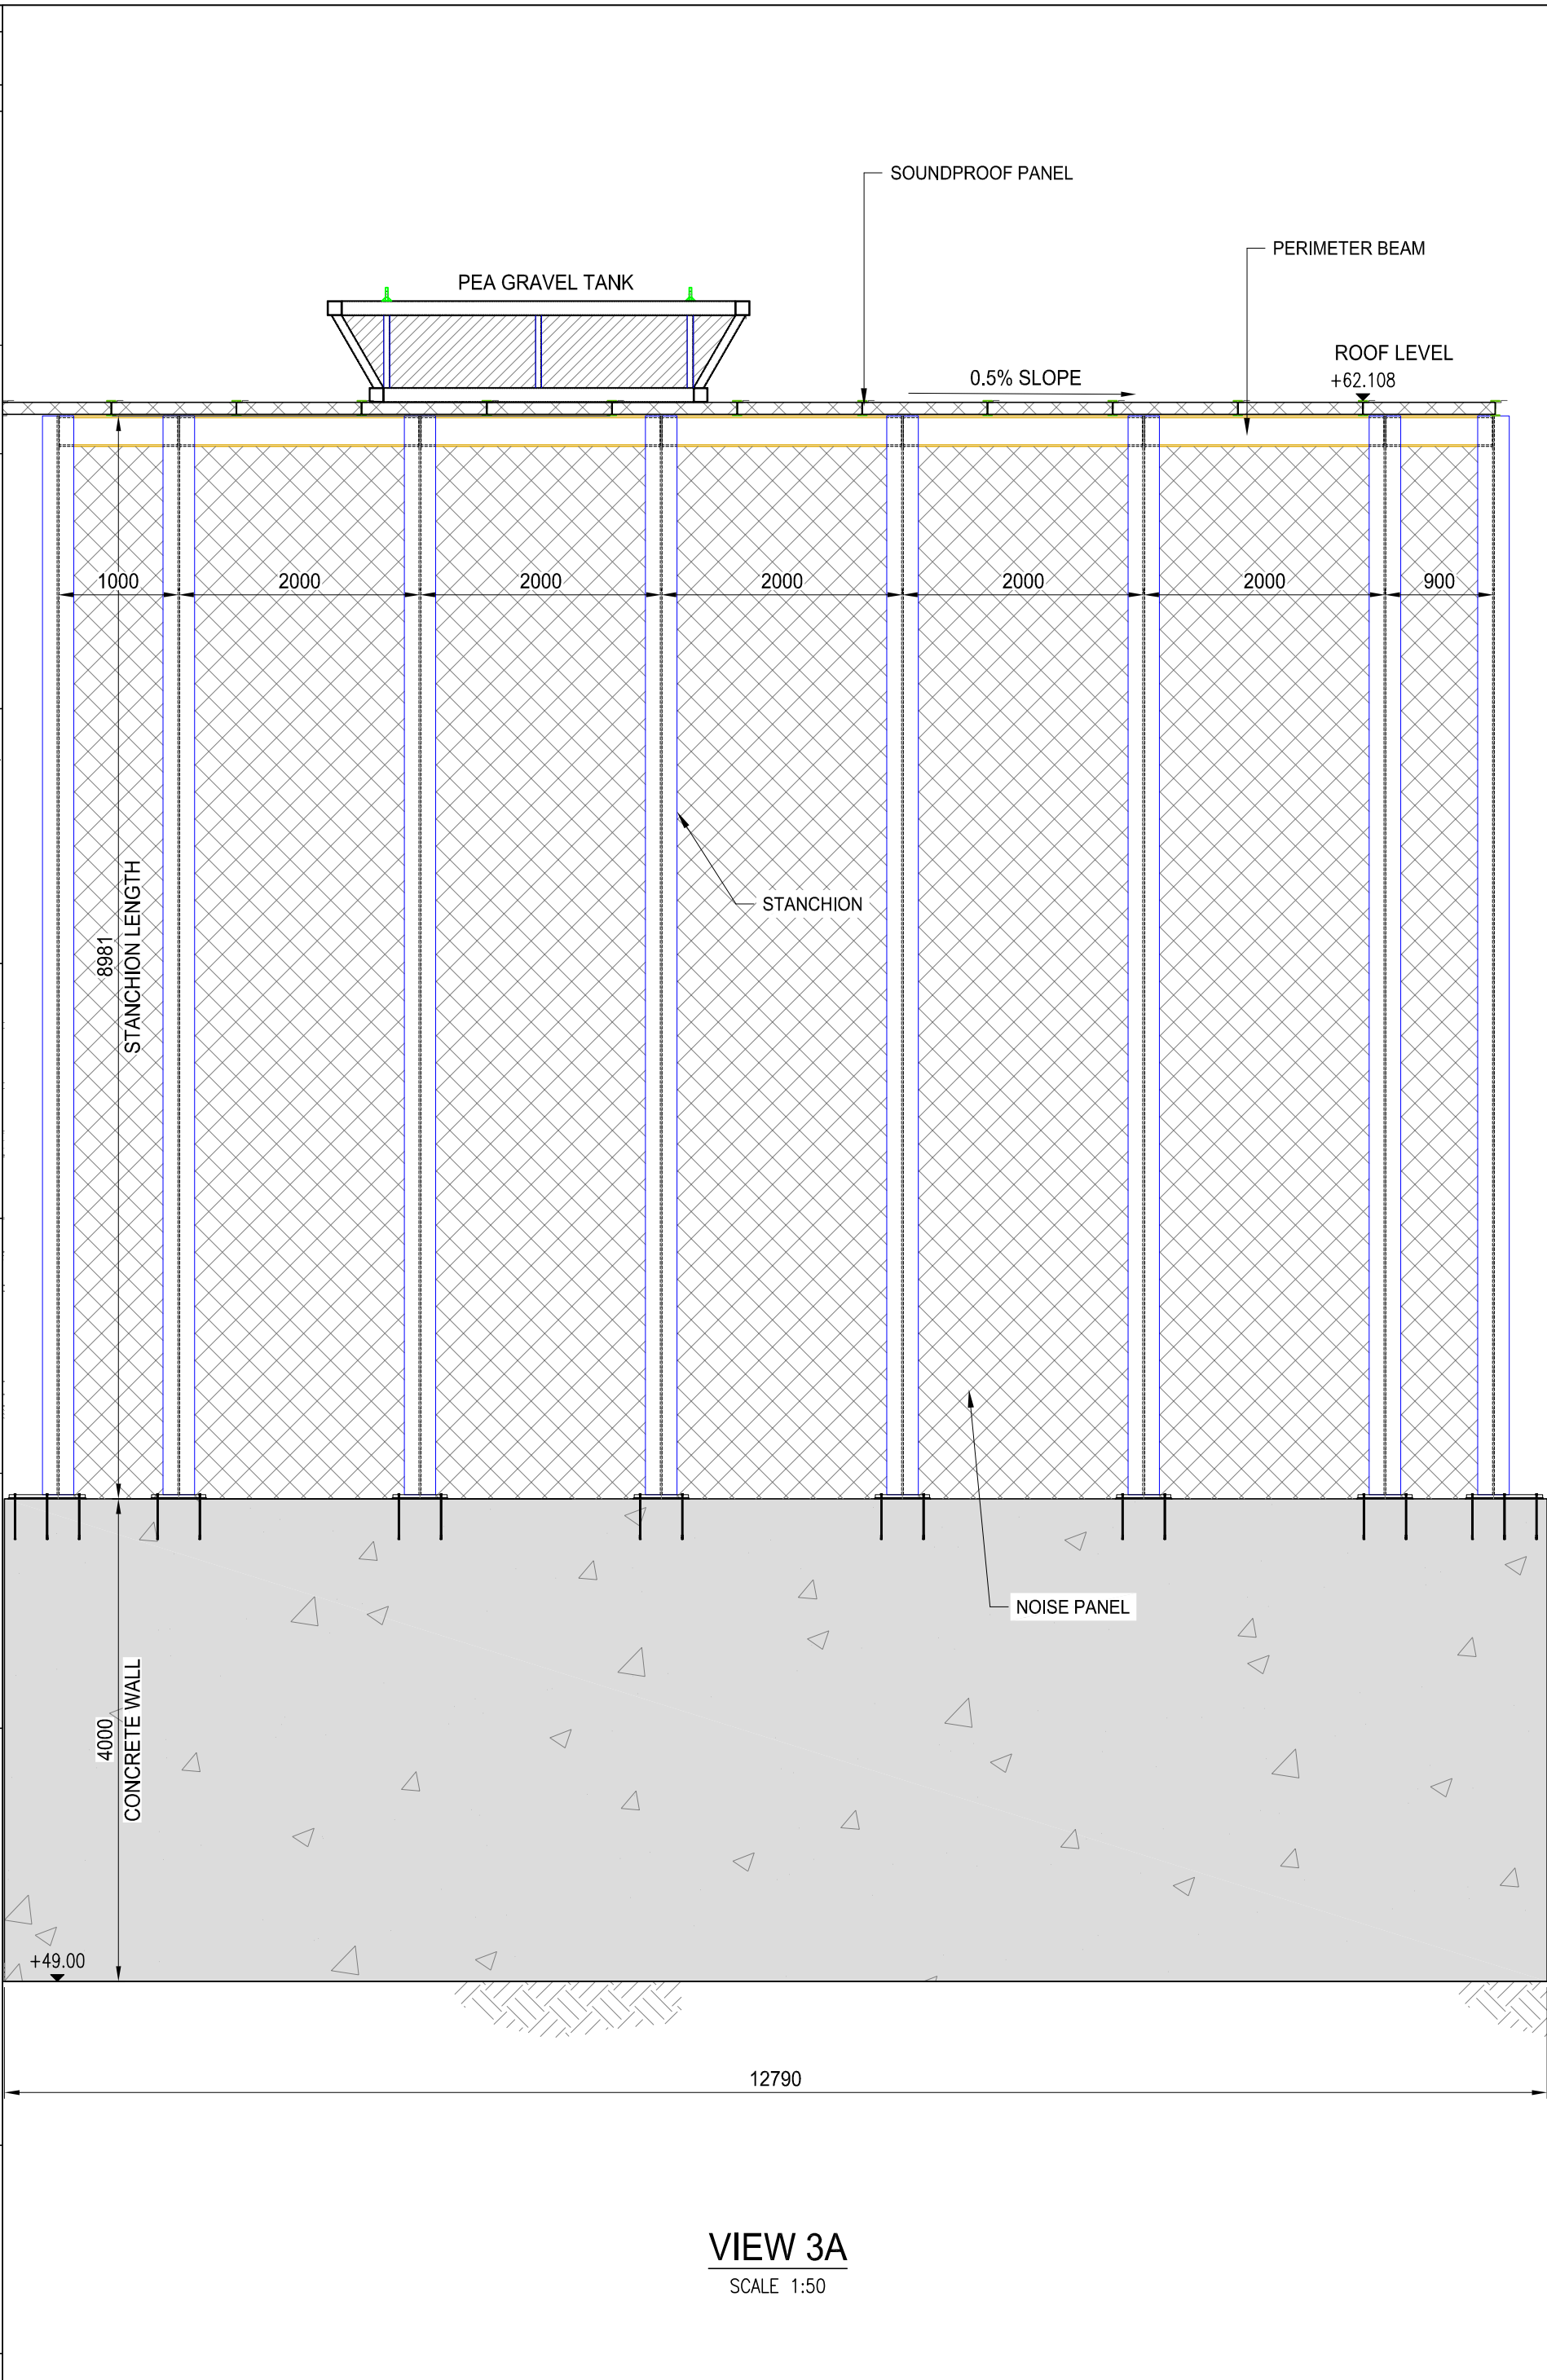 SOUNDPROOF PANEL
PERIMETER BEAM
PEA GRAVEL TANK
ROOF LEVEL
0.5% SLOPE
+62.108
1000
2000
2000
2000
2000
2000
900
STANCHION
8981
STANCHION LENGTH
NOISE PANEL
4000
CONCRETE WALL
+49.00
12790
VIEW 3A
SCALE 1:50